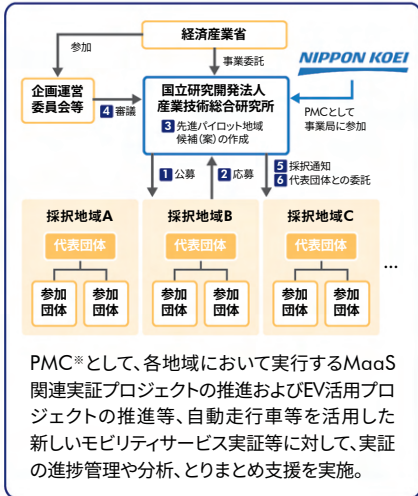 経済産業省
参加
事業委託
NIPPON KOEI
企画運営
委員会等
4 審議
国立研究開発法人
産業技術総合研究所
3 先進パイロット地域
候補(案)の作成
PMCとして
事務局に参加
1 公募
2 応募
5 採択通知
6 代表団体との委託
採択地域A
採択地域B
採択地域C
代表団体
代表団体
代表団体
参加
団体
参加
団体
参加
団体
参加
団体
参加
団体
参加
団体
…
PMC※として、各地域において実行するMaaS
関連実証プロジェクトの推進およびEV活用プロ
ジェクトの推進等、自動走行車等を活用した
新しいモビリティサービス実証等に対して、実証
の進捗管理や分析、とりまとめ支援を実施。